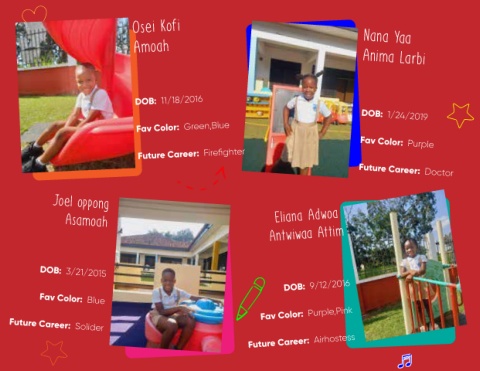 Osei Kofi
Amoah
DOB: 11/18/2016
Fav Color: Green,Blue
Future Career: Firefighter
Nana Yaa
Anima Larbi
DOB: 1/24/2019
Fav Color: Purple
Future Career: Doctor
Joel oppong
Asamoah
DOB: 3/21/2015
Fav Color: Blue
Future Career: Solider
Eliana Adwoa
Antwiwaa Attim
DOB: 9/12/2016
Fav Color: Purple,Pink
Future Career: Airhostess